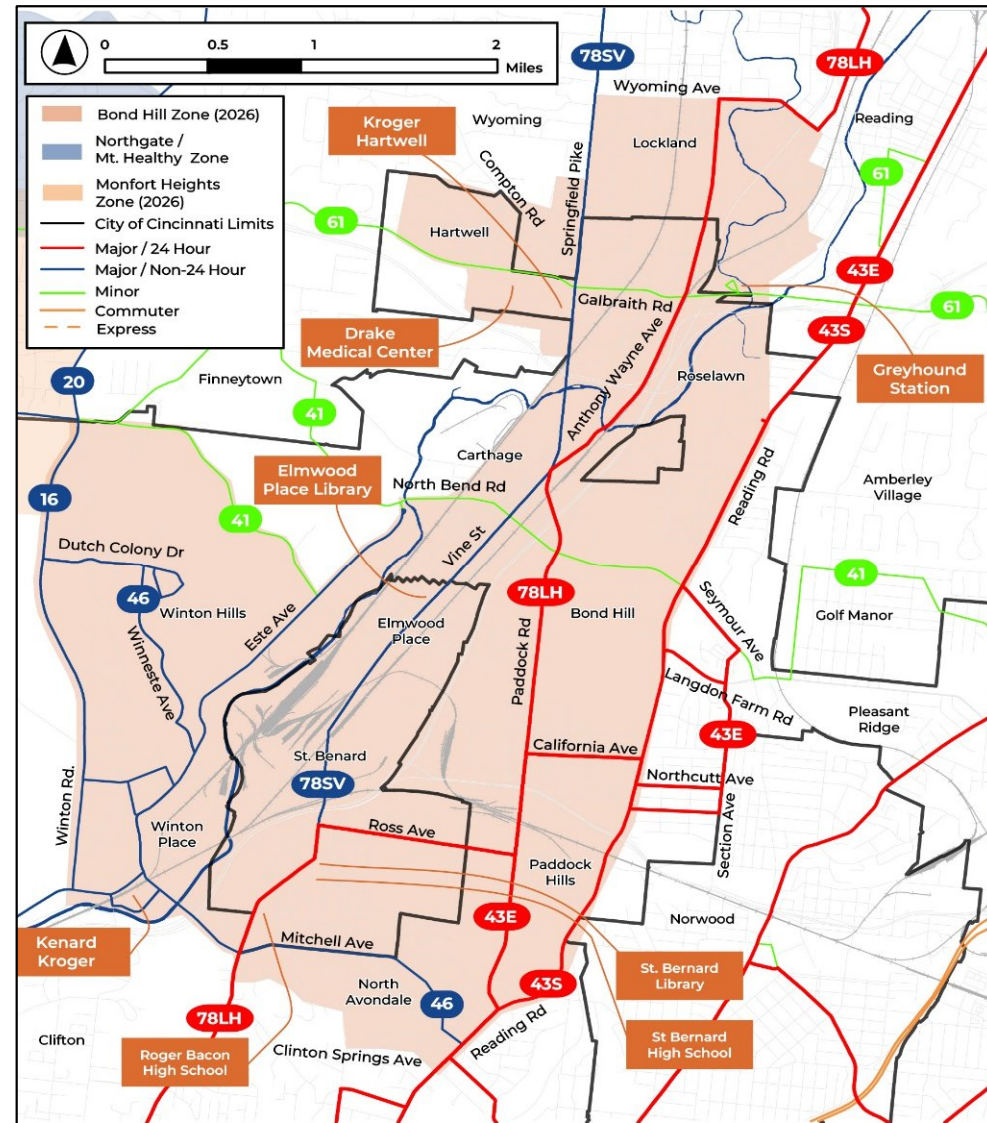 0
0.5
1
2
Miles
Bond Hill Zone (2026)
Northgate /
Mt. Healthy Zone
Monfort Heights
Zone (2026)
City of Cincinnati Limits
Major / 24 Hour
Major / Non-24 Hour
Minor
Commuter
Express
78SV
78LH
Wyoming Ave
Kroger
Hartwell
Wyoming
Reading
Lockland
Compton Rd
Springfield Pike
61
61
Hartwell
43E
Galbraith Rd
61
43S
Drake
Medical Center
Anthony Wayne Ave
Greyhound
Station
Roselawn
20
Finneytown
41
Carthage
Elmwood
Place Library
North Bend Rd
Reading Rd
Amberley
Village
16
41
Vine St
Dutch Colony Dr
41
46
Winton Hills
78LH
Bond Hill
Seymour Ave
Golf Manor
Este Ave
Elmwood
Place
Winneste Ave
Paddock Rd
Langdon Farm Rd
Pleasant
Ridge
43E
California Ave
St. Benard
78SV
Northcutt Ave
Winton Rd.
Winton
Place
Ross Ave
Section Ave
Paddock
Hills
43E
Norwood
Kenard
Kroger
Mitchell Ave
St. Bernard
Library
North
Avondale
43S
46
78LH
Reading Rd
Clifton
Roger Bacon
High School
Clinton Springs Ave
St Bernard
High School